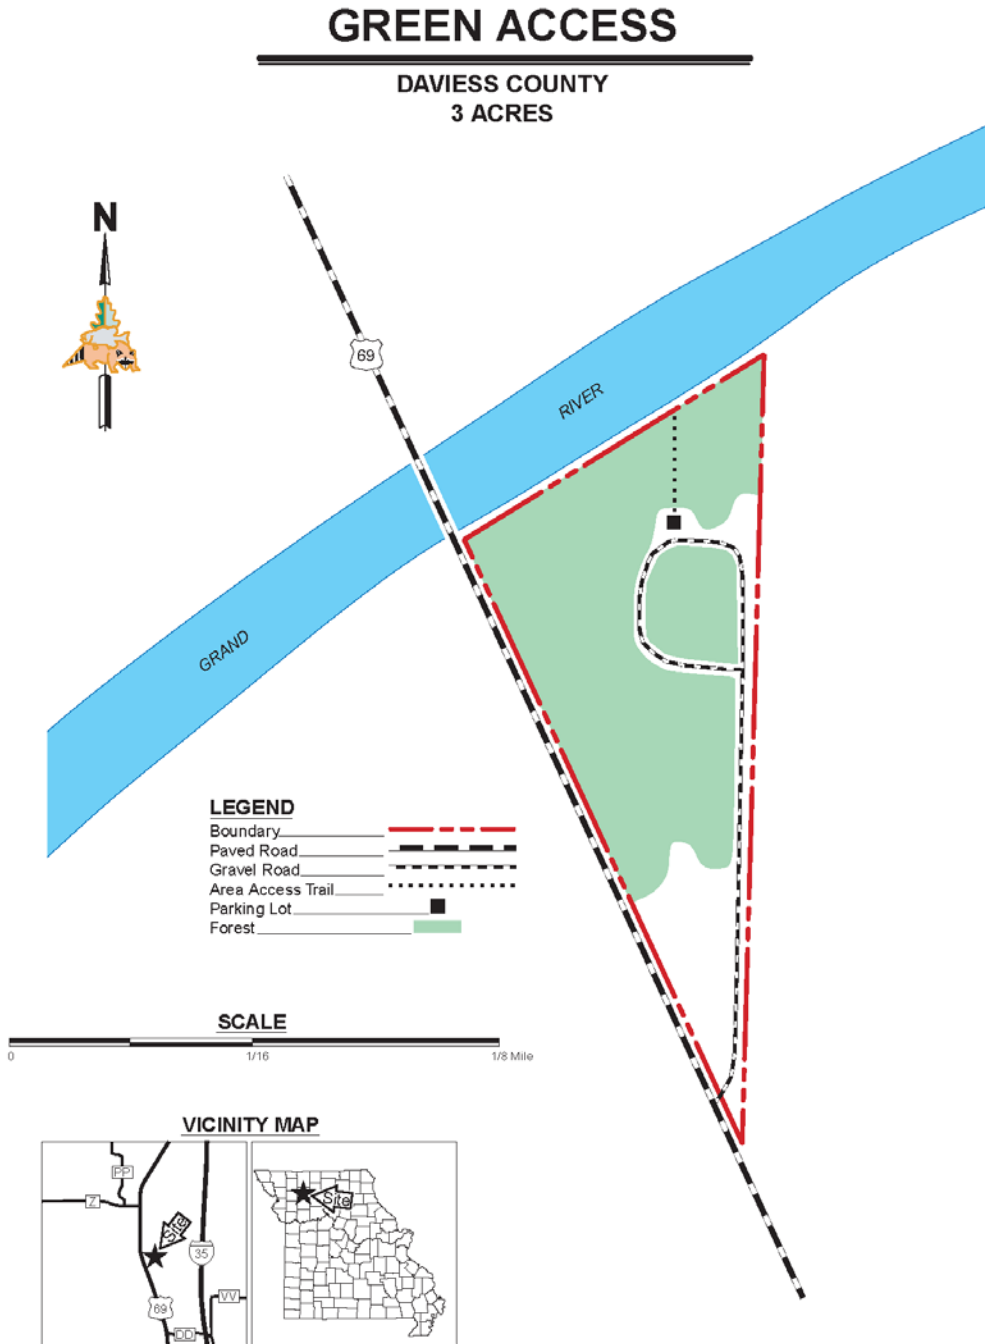 GREEN ACCESS
DAVIESS COUNTY
3 ACRES
N
69
RIVER
GRAND
LEGEND
Boundary
Paved Road
Gravel Road
Area Access Trail
Parking Lot
Forest
SCALE
0 1/16 1/8 Mile
VICINITY MAP
PP
Z
Site
35
69
VV
DD
Site